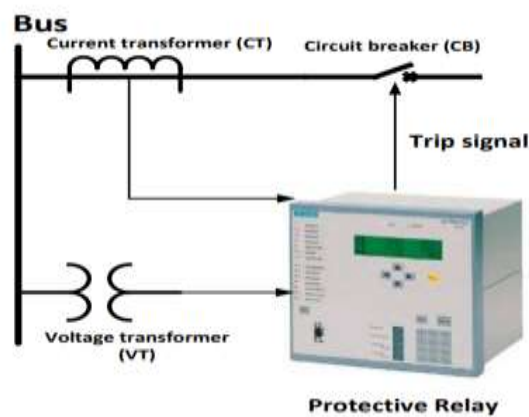 Bus
Current transformer (CT)
Circuit breaker (CB)
Trip signal
Voltage transformer
(VT)
Protective Relay